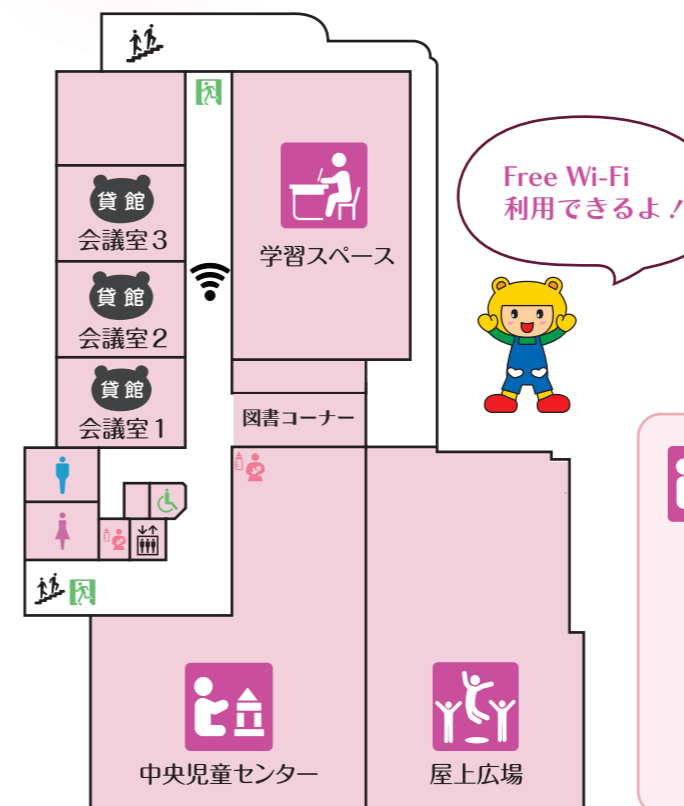 Free Wi-Fi
利用できるよ！
貸館
会議室３
学習スペース
貸館
会議室２
貸館
会議室１
図書コーナー
中央児童センター
屋上広場